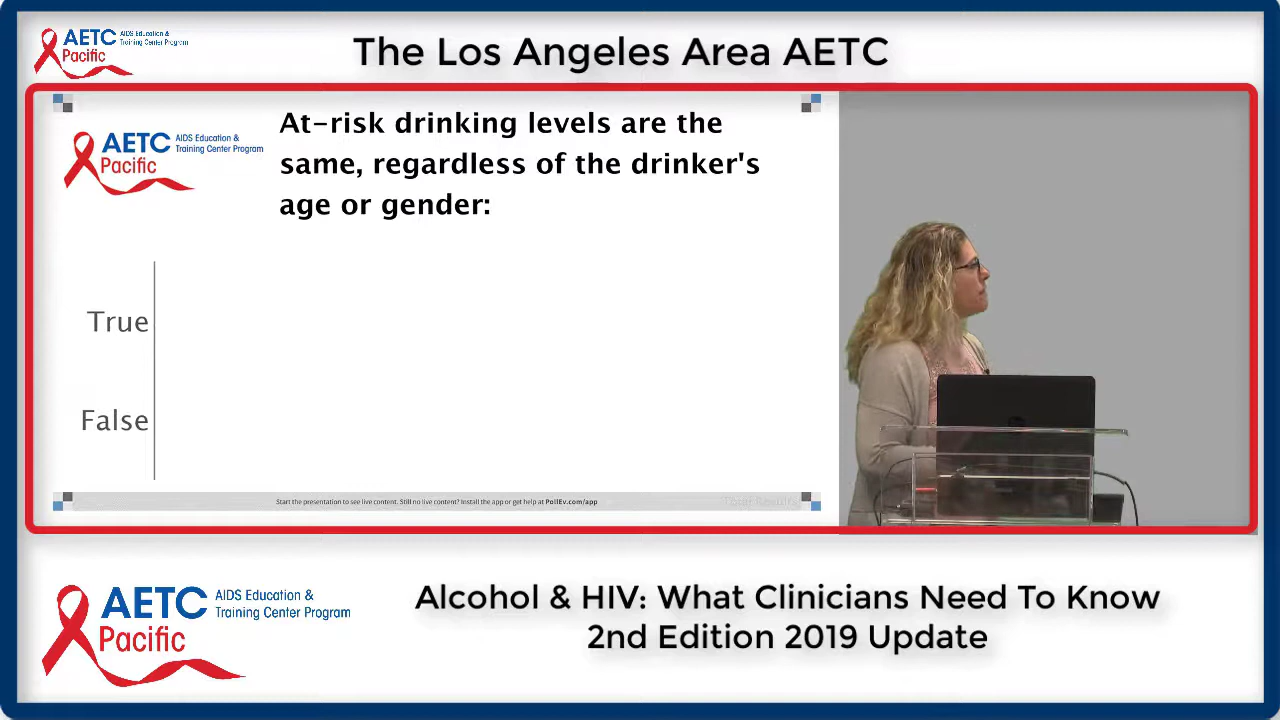 AETC
AIDS Education &
Training Center Program
Pacific
The Los Angeles Area AETC
AETC
AIDS Education &
Training Center Program
Pacific
At-risk drinking levels are the
same, regardless of the drinker's
age or gender:
True
False
Start the presentation to see live content. Still no live content? Install the app or get help at PollEv.com/app
Total Results
AETC
AIDS Education &
Training Center Program
Pacific
Alcohol & HIV: What Clinicians Need To Know
2nd Edition 2019 Update